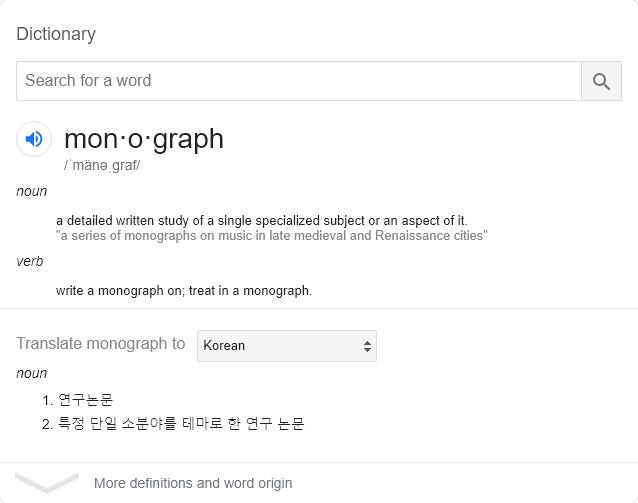 Dictionary
Search for a word
mon·o·graph
/ˈmänəˌɡraf/
noun
a detailed written study of a single specialized subject or an aspect of it.
"a series of monographs on music in late medieval and Renaissance cities"
verb
write a monograph on; treat in a monograph.
Translate monograph to Korean
noun
1. 연구논문
2. 특정 단일 소분야를 테마로 한 연구 논문
More definitions and word origin